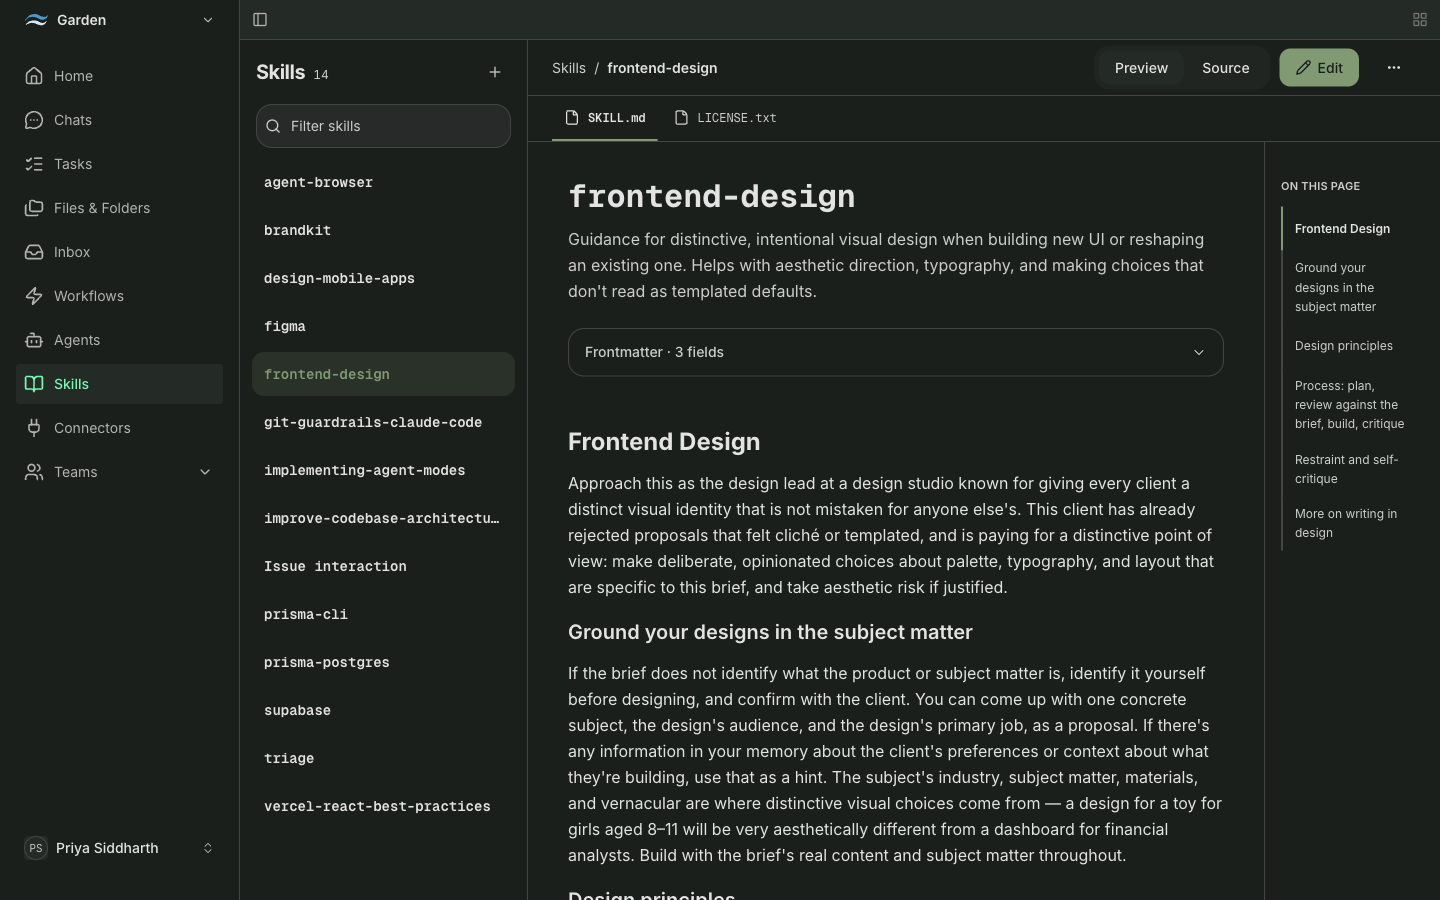 Garden
Home
Chats
Tasks
Files & Folders
Inbox
Workflows
Agents
Skills
Connectors
Teams
PS
Priya Siddharth
Skills 14
Filter skills
agent-browser
brandkit
design-mobile-apps
figma
frontend-design
git-guardrails-claude-code
implementing-agent-modes
improve-codebase-architectu…
Issue interaction
prisma-cli
prisma-postgres
supabase
triage
vercel-react-best-practices
Skills / frontend-design
Preview
Source
Edit
SKILL.md
LICENSE.txt
frontend-design
Guidance for distinctive, intentional visual design when building new UI or reshaping
an existing one. Helps with aesthetic direction, typography, and making choices that
don't read as templated defaults.
Frontmatter · 3 fields
Frontend Design
Approach this as the design lead at a design studio known for giving every client a
distinct visual identity that is not mistaken for anyone else's. This client has already
rejected proposals that felt cliché or templated, and is paying for a distinctive point of
view: make deliberate, opinionated choices about palette, typography, and layout that
are specific to this brief, and take aesthetic risk if justified.
Ground your designs in the subject matter
If the brief does not identify what the product or subject matter is, identify it yourself
before designing, and confirm with the client. You can come up with one concrete
subject, the design's audience, and the design's primary job, as a proposal. If there's
any information in your memory about the client's preferences or context about what
they're building, use that as a hint. The subject's industry, subject matter, materials,
and vernacular are where distinctive visual choices come from — a design for a toy for
girls aged 8–11 will be very aesthetically different from a dashboard for financial
analysts. Build with the brief's real content and subject matter throughout.
Design principles
ON THIS PAGE
Frontend Design
Ground your
designs in the
subject matter
Design principles
Process: plan,
review against the
brief, build, critique
Restraint and self-
critique
More on writing in
design